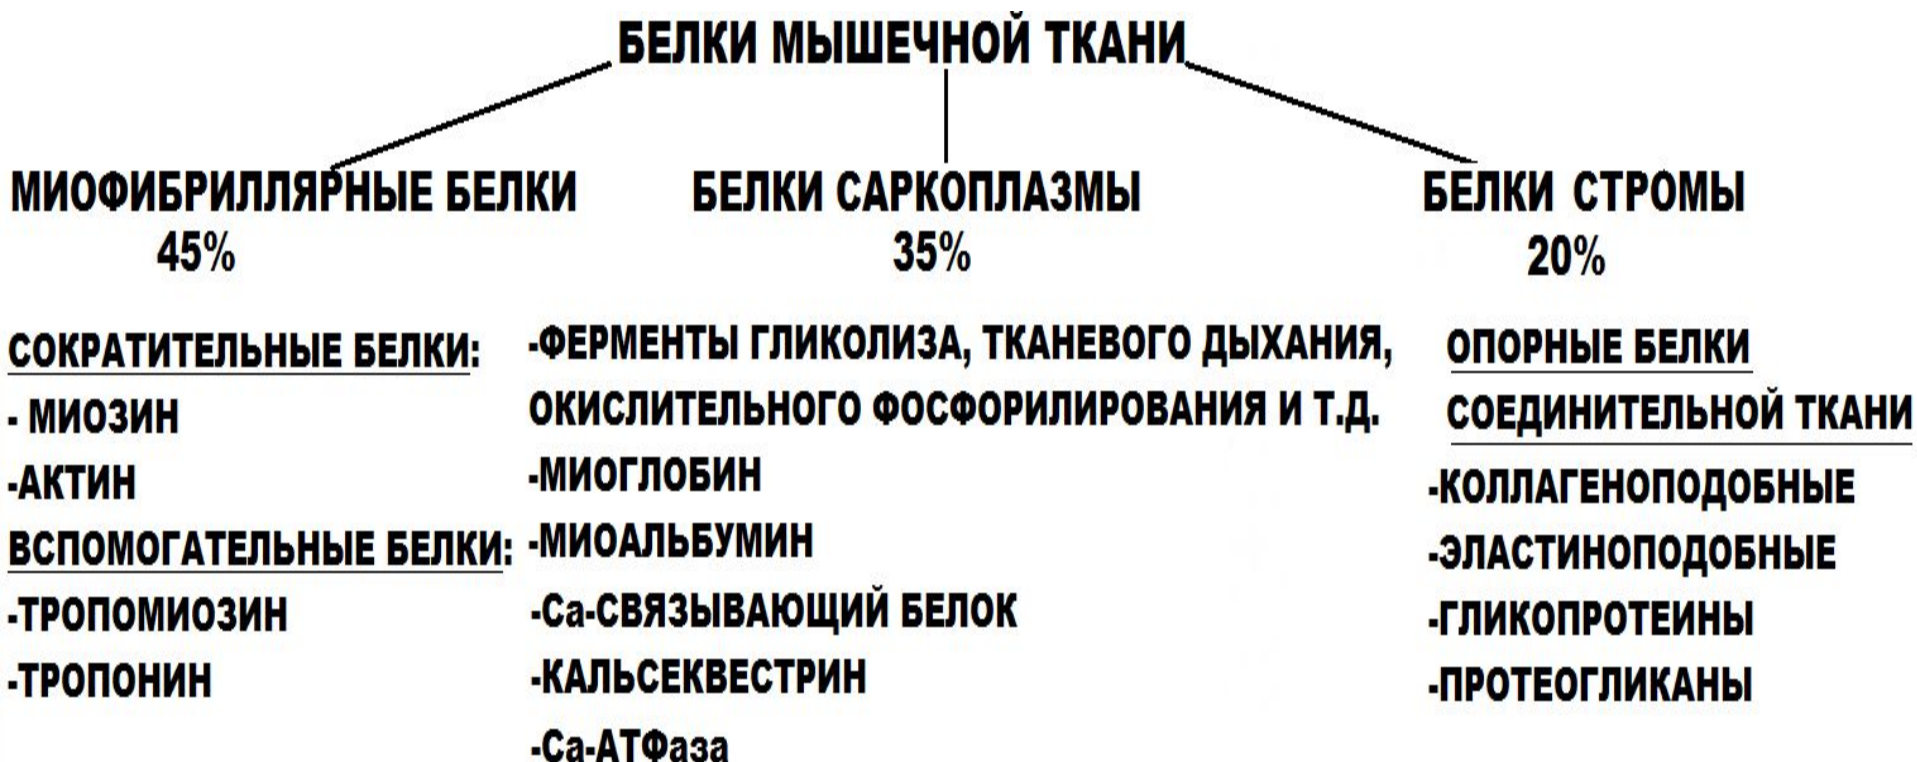 БЕЛКИ МЫШЕЧНОЙ ТКАНИ
МИОФИБРИЛЛЯРНЫЕ БЕЛКИ
45%
СОКРАТИТЕЛЬНЫЕ БЕЛКИ:
- МИОЗИН
-АКТИН
ВСПОМОГАТЕЛЬНЫЕ БЕЛКИ:
-ТРОПОМИОЗИН
-ТРОПОНИН
БЕЛКИ САРКОПЛАЗМЫ
35%
-ФЕРМЕНТЫ ГЛИКОЛИЗА, ТКАНЕВОГО ДЫХАНИЯ,
ОКИСЛИТЕЛЬНОГО ФОСФОРИЛИРОВАНИЯ И Т.Д.
-МИОГЛОБИН
-МИОАЛЬБУМИН
-Са-СВЯЗЫВАЮЩИЙ БЕЛОК
-КАЛЬСЕКВЕСТРИН
-Са-АТФаза
БЕЛКИ СТРОМЫ
20%
ОПОРНЫЕ БЕЛКИ
СОЕДИНИТЕЛЬНОЙ ТКАНИ
-КОЛЛАГЕНОПОДОБНЫЕ
-ЭЛАСТИНОПОДОБНЫЕ
-ГЛИКОПРОТЕИНЫ
-ПРОТЕОГЛИКАНЫ